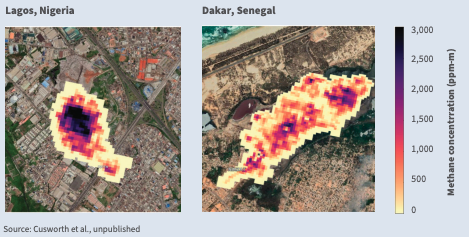 Lagos, Nigeria
Dakar, Senegal
3,000
2,500
2,000
1,500
1,000
500
0
Methane concentrration (ppm-m)
Source: Cusworth et al., unpublished